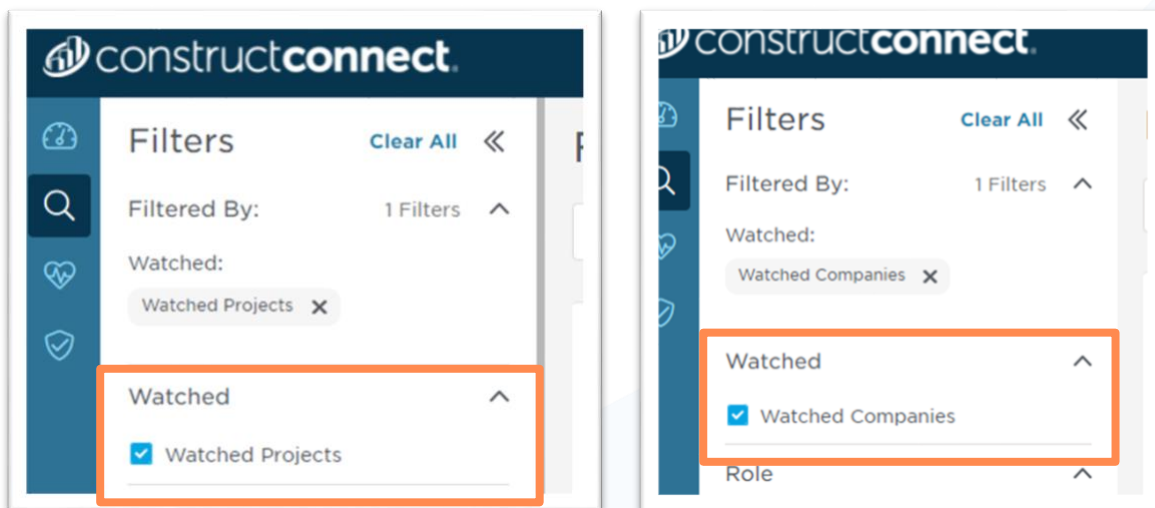 constructconnect.
Filters Clear All
Filtered By: 1 Filters
Watched:
Watched Projects
Watched
Watched Projects
constructconnect.
Filters Clear All
Filtered By: 1 Filters
Watched:
Watched Companies
Watched
Watched Companies
Role